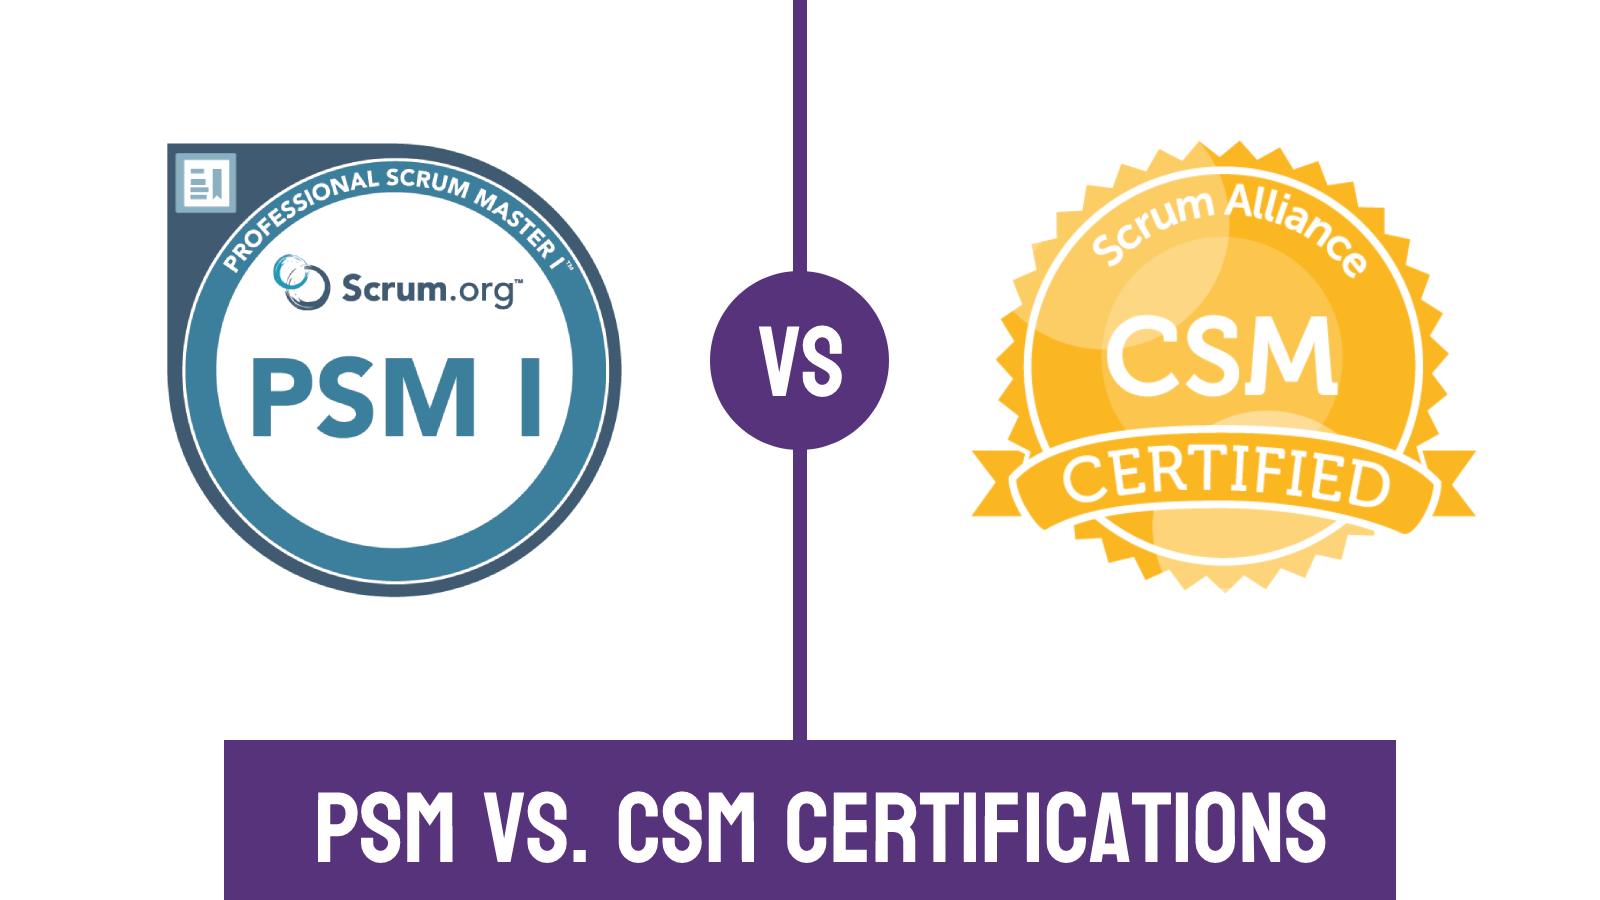 PROFESSIONAL SCRUM MASTER I™
Scrum.org™
PSM I
VS
Scrum Alliance
CSM
CERTIFIED
PSM VS. CSM CERTIFICATIONS